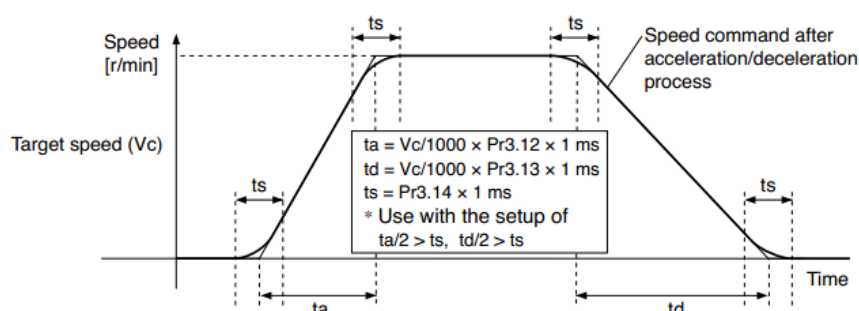 ts
ts
Speed
[r/min]
Speed command after
acceleration/deceleration
process
Target speed (Vc)
ta = Vc/1000 × Pr3.12 × 1 ms
td = Vc/1000 × Pr3.13 × 1 ms
ts = Pr3.14 × 1 ms
* Use with the setup of
ta/2 > ts, td/2 > ts
ts
ts
Time
ta
td